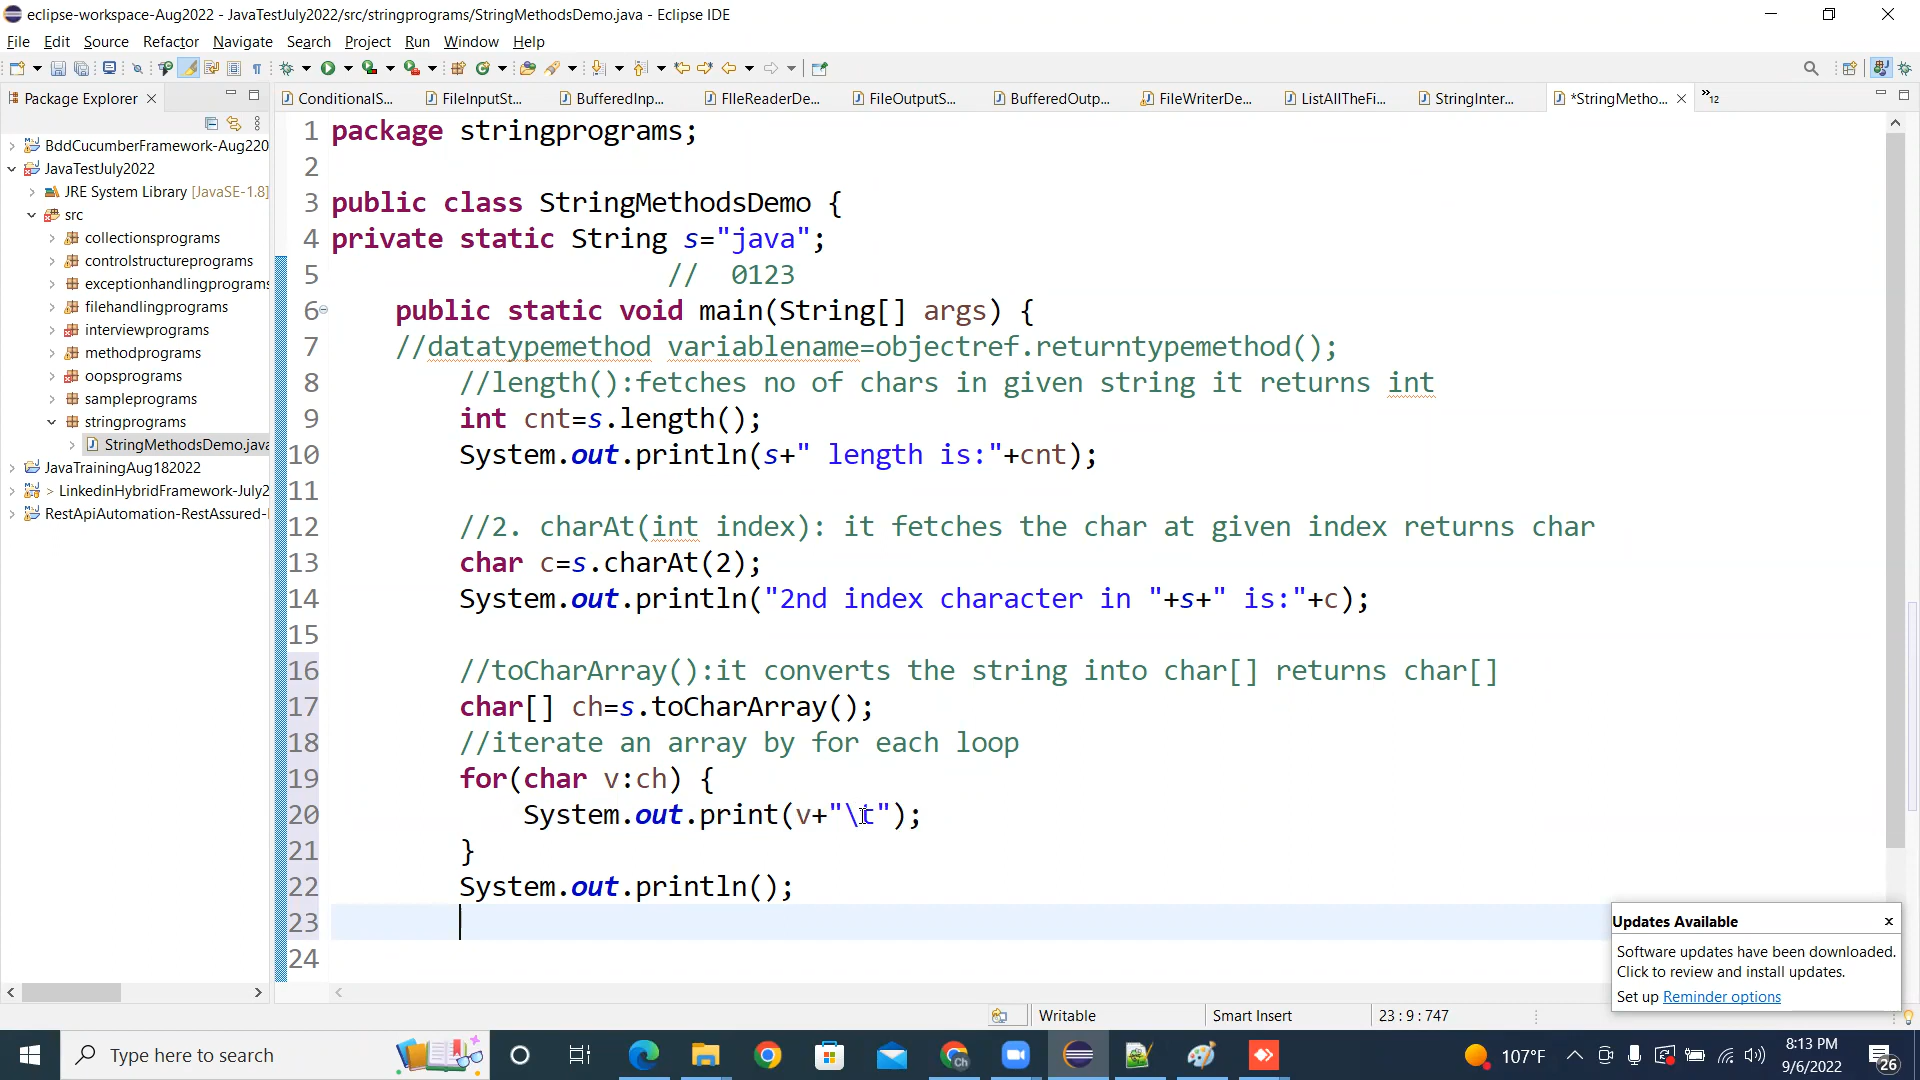 eclipse-workspace-Aug2022 - JavaTestJuly2022/src/stringprograms/StringMethodsDemo.java - Eclipse IDE
File Edit Source Refactor Navigate Search Project Run Window Help
Package Explorer
ConditionalS... FileInputSt... BufferedInp... FIleReaderDe... FileOutputS... BufferedOutp... FileWriterDe... ListAllTheFi... StringInter... *StringMetho... »12
BddCucumberFramework-Aug220
JavaTestJuly2022
JRE System Library [JavaSE-1.8]
src
collectionsprograms
controlstructureprograms
exceptionhandlingprograms
filehandlingprograms
interviewprograms
methodprograms
oopsprograms
sampleprograms
stringprograms
StringMethodsDemo.java
JavaTrainingAug182022
> LinkedinHybridFramework-July2
RestApiAutomation-RestAssured-
1 package stringprograms;
2
3 public class StringMethodsDemo {
4 private static String s="java";
5 // 0123
6 public static void main(String[] args) {
7 //datatypemethod variablename=objectref.returntypemethod();
8 //length():fetches no of chars in given string it returns int
9 int cnt=s.length();
10 System.out.println(s+" length is:"+cnt);
11
12 //2. charAt(int index): it fetches the char at given index returns char
13 char c=s.charAt(2);
14 System.out.println("2nd index character in "+s+" is:"+c);
15
16 //toCharArray():it converts the string into char[] returns char[]
17 char[] ch=s.toCharArray();
18 //iterate an array by for each loop
19 for(char v:ch) {
20 System.out.print(v+"\t");
21 }
22 System.out.println();
23
24
Updates Available
Software updates have been downloaded.
Click to review and install updates.
Set up Reminder options
Writable Smart Insert 23 : 9 : 747
Type here to search
107°F
8:13 PM
9/6/2022
26